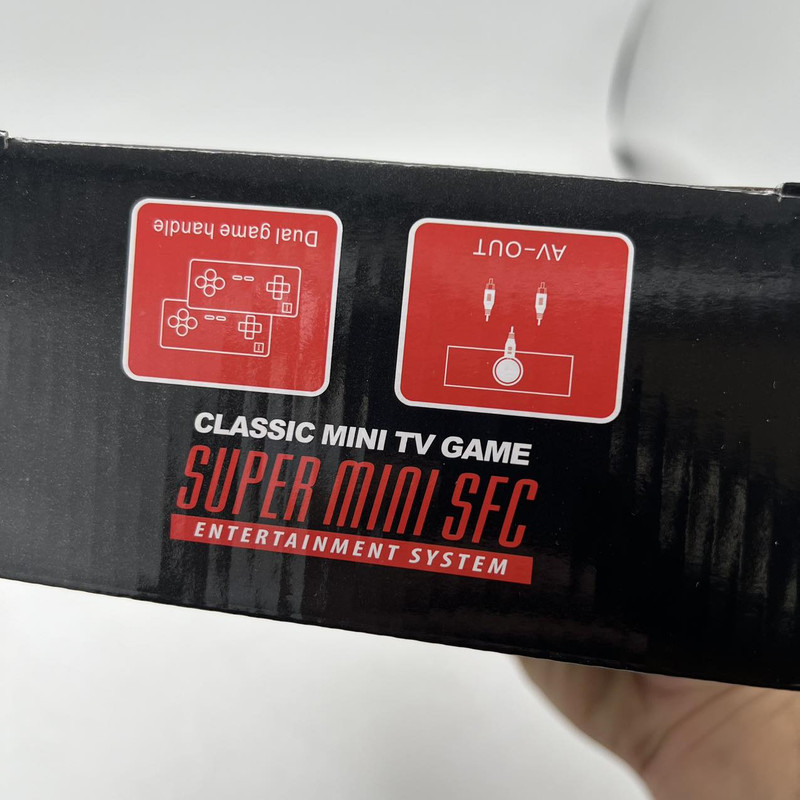 Dual game handle
AV-OUT
CLASSIC MINI TV GAME
SUPER MINI SFC
ENTERTAINMENT SYSTEM